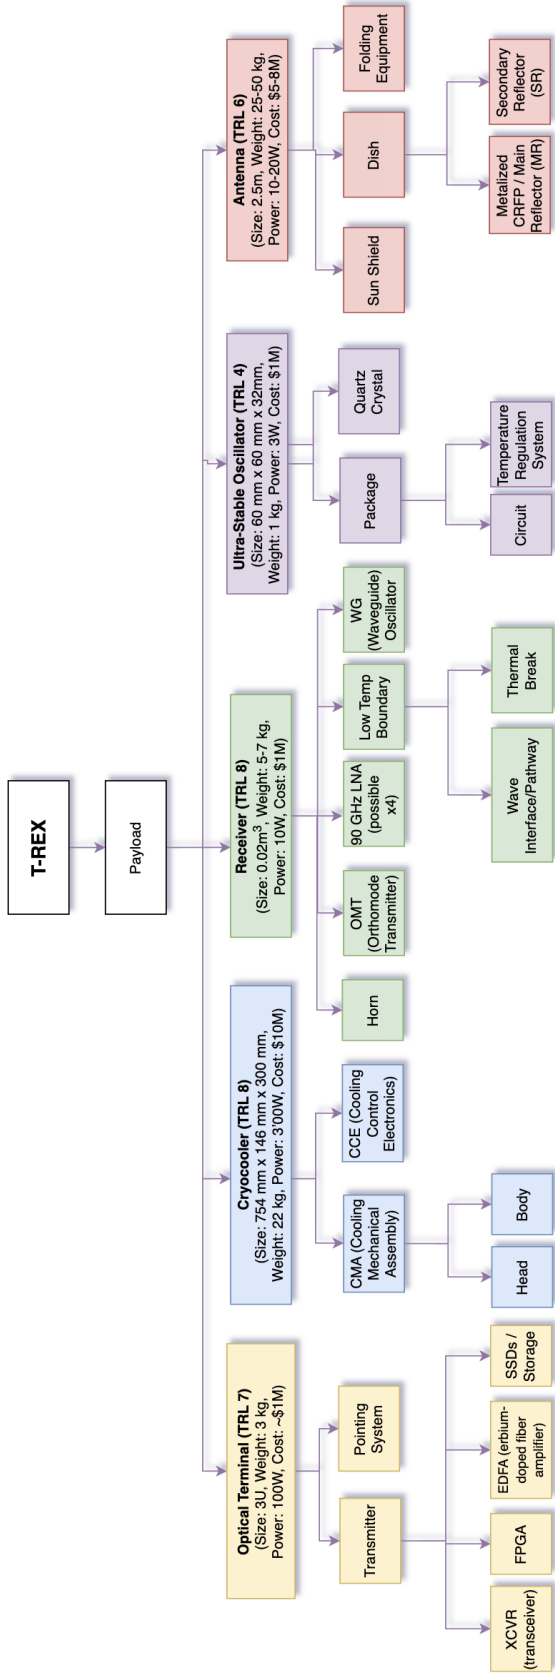 T-REX
Payload
Optical Terminal (TRL 7)
(Size: 3U, Weight: 3 kg,
Power: 100W, Cost: ~$1M)
Cryocooler (TRL 8)
(Size: 754 mm x 146 mm x 300 mm,
Weight: 22 kg, Power: 3'00W, Cost: $10M)
Receiver (TRL 8)
(Size: 0.02m³, Weight: 5-7 kg,
Power: 10W, Cost: $1M)
Ultra-Stable Oscillator (TRL 4)
(Size: 60 mm x 60 mm x 32mm,
Weight: 1 kg, Power: 3W, Cost: $1M)
Antenna (TRL 6)
(Size: 2.5m, Weight: 25-50 kg,
Power: 10-20W, Cost: $5-8M)
Transmitter
Pointing
System
CMA (Cooling
Mechanical
Assembly)
CCE (Cooling
Control
Electronics)
Horn
OMT
(Orthomode
Transmitter)
90 GHz LNA
(possible
x4)
Low Temp
Boundary
WG
(Waveguide)
Oscillator
Package
Quartz
Crystal
Sun Shield
Dish
Folding
Equipment
XCVR
(transceiver)
FPGA
EDFA (erbium-
doped fiber
amplifier)
SSDs /
Storage
Head
Body
Wave
Interface/Pathway
Thermal
Break
Circuit
Temperature
Regulation
System
Metalized
CRFP / Main
Reflector (MR)
Secondary
Reflector
(SR)